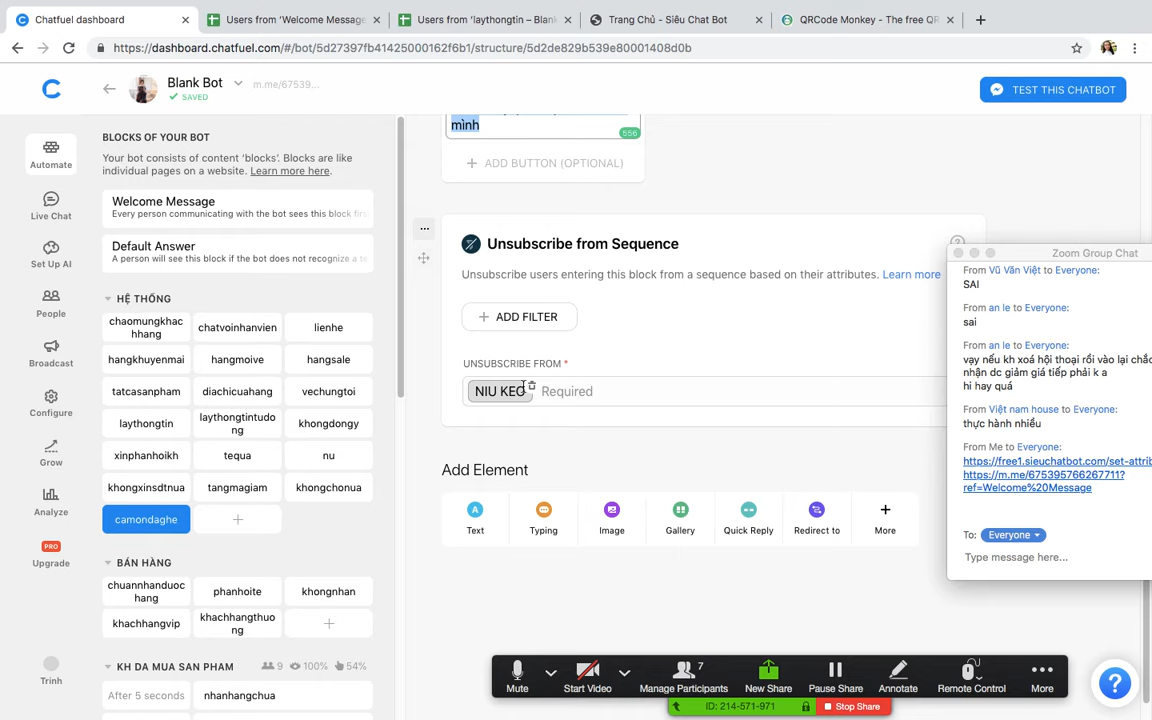 Chatfuel dashboard
Users from 'Welcome Message
Users from 'laythongtin – Blank
Trang Chủ - Siêu Chat Bot
QRCode Monkey - The free QR
https://dashboard.chatfuel.com/#/bot/5d27397fb41425000162f6b1/structure/5d2de829b539e80001408d0b
Blank Bot
m.me/67539...
SAVED
TEST THIS CHATBOT
Automate
Live Chat
Set Up AI
People
Broadcast
Configure
Grow
Analyze
PRO
Upgrade
Trinh
BLOCKS OF YOUR BOT
Your bot consists of content 'blocks'. Blocks are like
individual pages on a website. Learn more here.
Welcome Message
Every person communicating with the bot sees this block firs
Default Answer
A person will see this block if the bot does not recognize a te
HỆ THỐNG
chaomungkhac
hhang
chatvoinhanvien
lienhe
hangkhuyenmai
hangmoive
hangsale
tatcasanpham
diachicuahang
vechungtoi
laythongtin
laythongtintudo
ng
khongdongy
xinphanhoikh
tequa
nu
khongxinsdtnua
tangmagiam
khongchonua
camondaghe
BÁN HÀNG
chuannhanduoc
hang
phanhoite
khongnhan
khachhangvip
khachhangthuo
ng
KH DA MUA SAN PHAM
9
100%
54%
After 5 seconds
nhanhangchua
mình
556
ADD BUTTON (OPTIONAL)
Unsubscribe from Sequence
Unsubscribe users entering this block from a sequence based on their attributes. Learn more
ADD FILTER
UNSUBSCRIBE FROM *
NIU KEO
Required
Add Element
Text
Typing
Image
Gallery
Quick Reply
Redirect to
More
Zoom Group Chat
From Vũ Văn Việt to Everyone:
SAI
From an le to Everyone:
sai
From an le to Everyone:
vạy nếu kh xoá hội thoại rồi vào lại chắc
nhận dc giảm giá tiếp phải k a
hi hay quá
From Việt nam house to Everyone:
thực hành nhiều
From Me to Everyone:
https://free1.sieuchatbot.com/set-attrib
https://m.me/675395766267711?
ref=Welcome%20Message
To: Everyone
Type message here...
Mute
Start Video
7
Manage Participants
New Share
Pause Share
Annotate
Remote Control
More
ID: 214-571-971
Stop Share
?